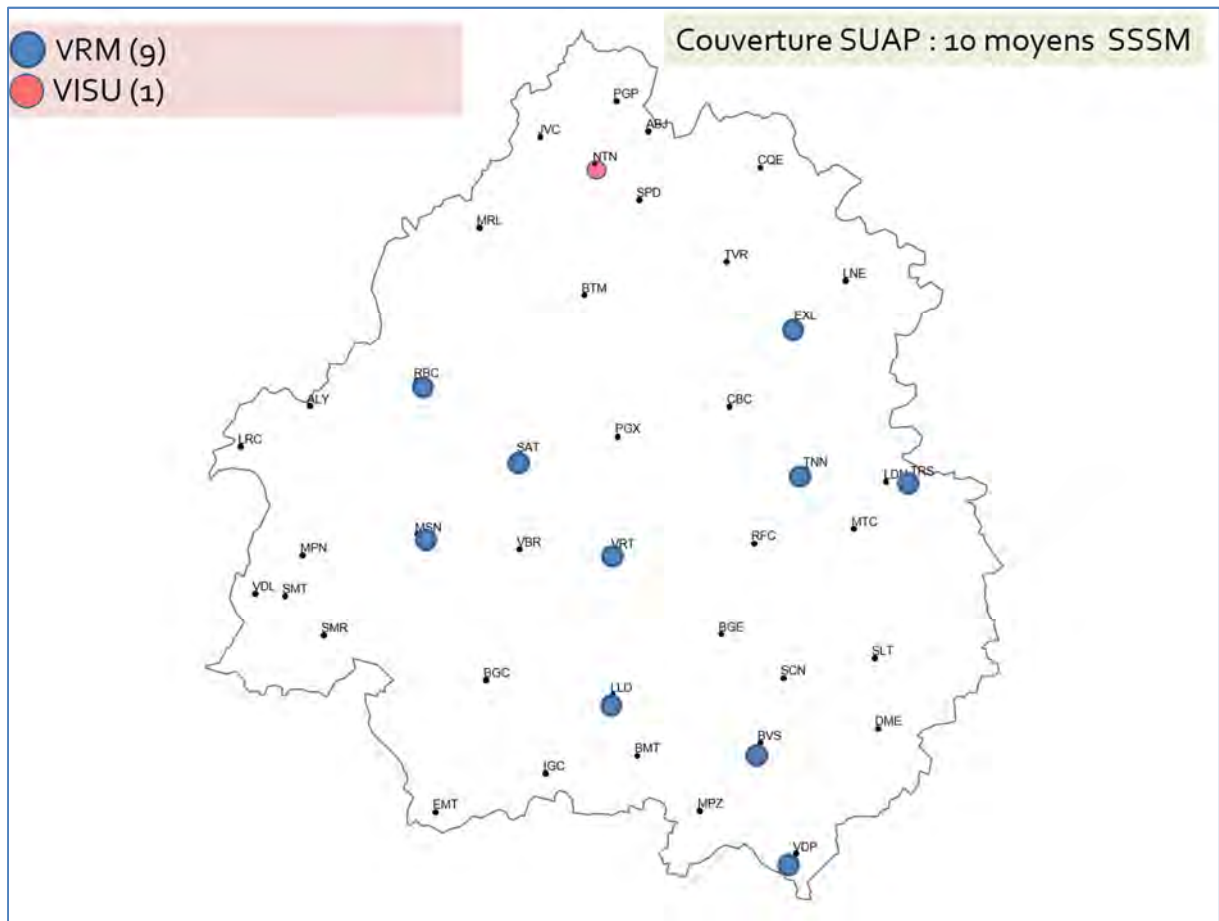 VRM (9)
VISU (1)
Couverture SUAP : 10 moyens SSSM
PGP
ABJ
JVC
NTN
CQE
SPD
MRL
TVR
LNE
BTM
EXL
RBC
ALY
CBC
LRC
PGX
SAT
TNN
LDN
TRS
MSN
MTC
VBR
VRT
RFC
MPN
VDL
SMT
SMR
BGE
SLT
BGC
SCN
LLD
DME
BVS
BMT
IGC
EMT
MPZ
VDP